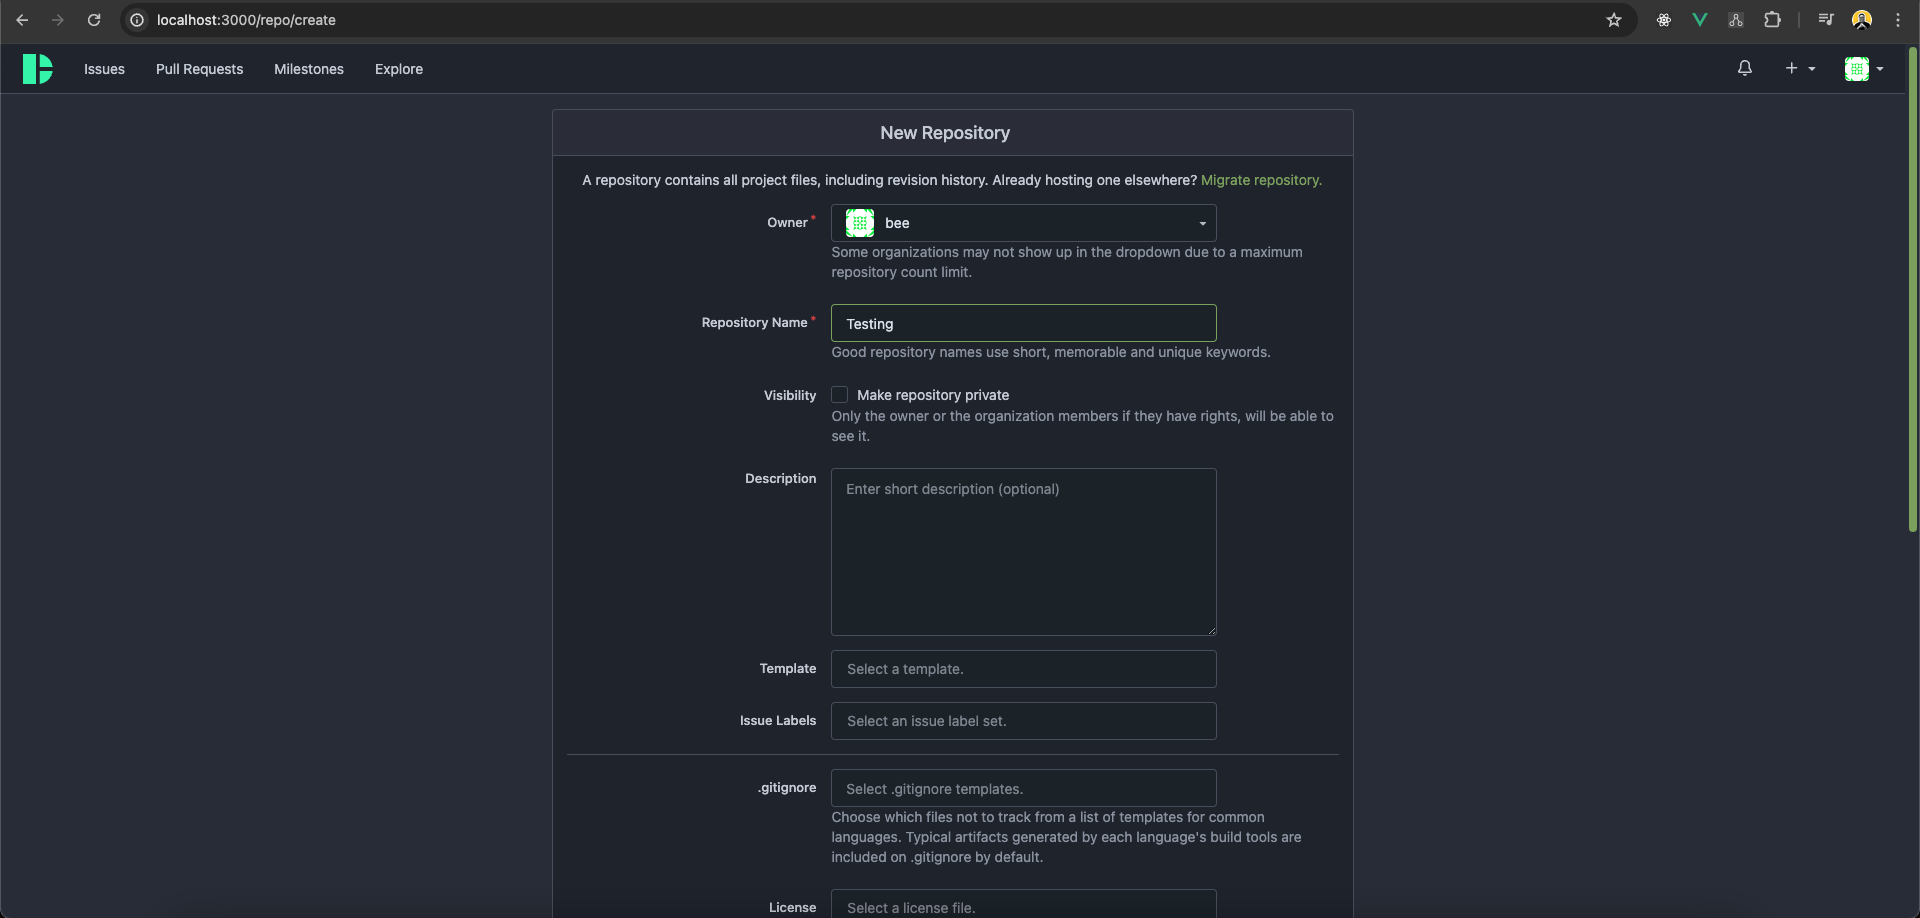 localhost:3000/repo/create
Issues Pull Requests Milestones Explore
New Repository
A repository contains all project files, including revision history. Already hosting one elsewhere? Migrate repository.
Owner* bee
Some organizations may not show up in the dropdown due to a maximum
repository count limit.
Repository Name* Testing
Good repository names use short, memorable and unique keywords.
Visibility Make repository private
Only the owner or the organization members if they have rights, will be able to
see it.
Description Enter short description (optional)
Template Select a template.
Issue Labels Select an issue label set.
.gitignore Select .gitignore templates.
Choose which files not to track from a list of templates for common
languages. Typical artifacts generated by each language's build tools are
included on .gitignore by default.
License Select a license file.